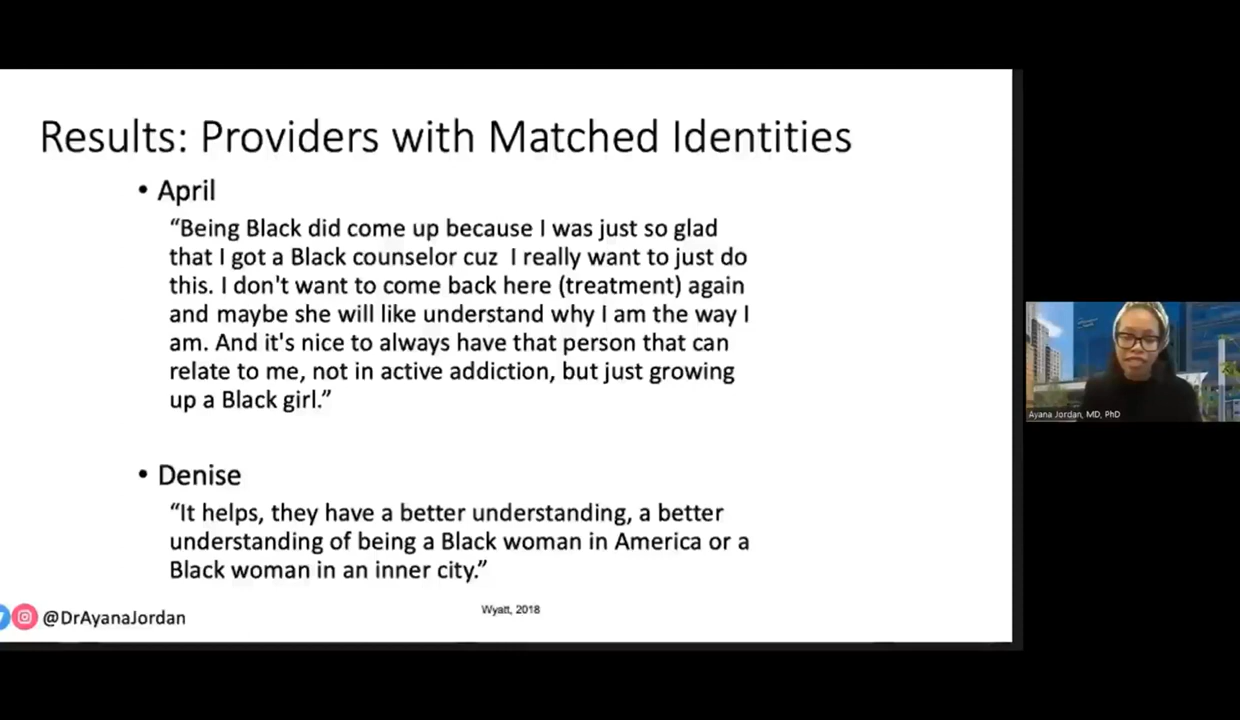 Results: Providers with Matched Identities
• April
“Being Black did come up because I was just so glad
that I got a Black counselor cuz I really want to just do
this. I don't want to come back here (treatment) again
and maybe she will like understand why I am the way I
am. And it's nice to always have that person that can
relate to me, not in active addiction, but just growing
up a Black girl.”
• Denise
“It helps, they have a better understanding, a better
understanding of being a Black woman in America or a
Black woman in an inner city.”
Wyatt, 2018
@DrAyanaJordan
Ayana Jordan, MD, PhD